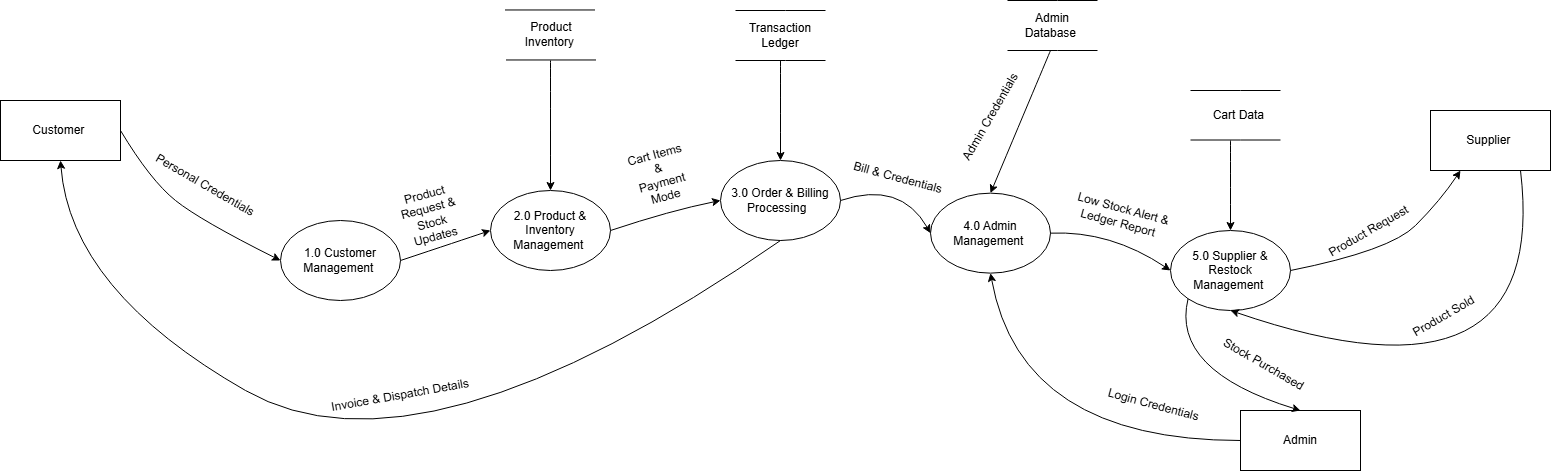 Product
Inventory
Transaction
Ledger
Admin
Database
Cart Data
Customer
Supplier
Personal Credentials
Product
Request &
Stock
Updates
Cart Items
&
Payment
Mode
Bill & Credentials
Admin Credentials
Low Stock Alert &
Ledger Report
Product Request
1.0 Customer
Management
2.0 Product &
Inventory
Management
3.0 Order & Billing
Processing
4.0 Admin
Management
5.0 Supplier &
Restock
Management
Product Sold
Stock Purchased
Invoice & Dispatch Details
Login Credentials
Admin